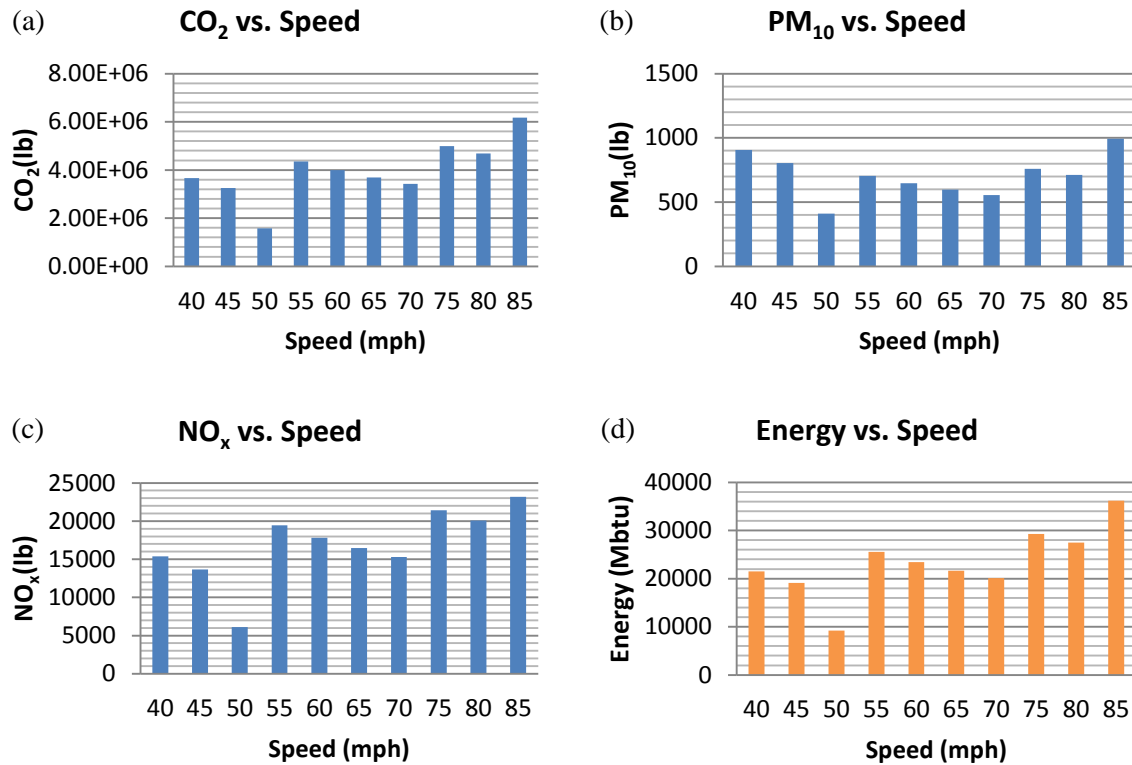 (a) CO₂ vs. Speed
8.00E+06
6.00E+06
4.00E+06
2.00E+06
0.00E+00
CO₂(lb)
40 45 50 55 60 65 70 75 80 85
Speed (mph)
(b) PM₁₀ vs. Speed
1500
1000
500
0
PM₁₀(lb)
40 45 50 55 60 65 70 75 80 85
Speed (mph)
(c) NOₓ vs. Speed
25000
20000
15000
10000
5000
0
NOₓ(lb)
40 45 50 55 60 65 70 75 80 85
Speed (mph)
(d) Energy vs. Speed
40000
30000
20000
10000
0
Energy (Mbtu)
40 45 50 55 60 65 70 75 80 85
Speed (mph)